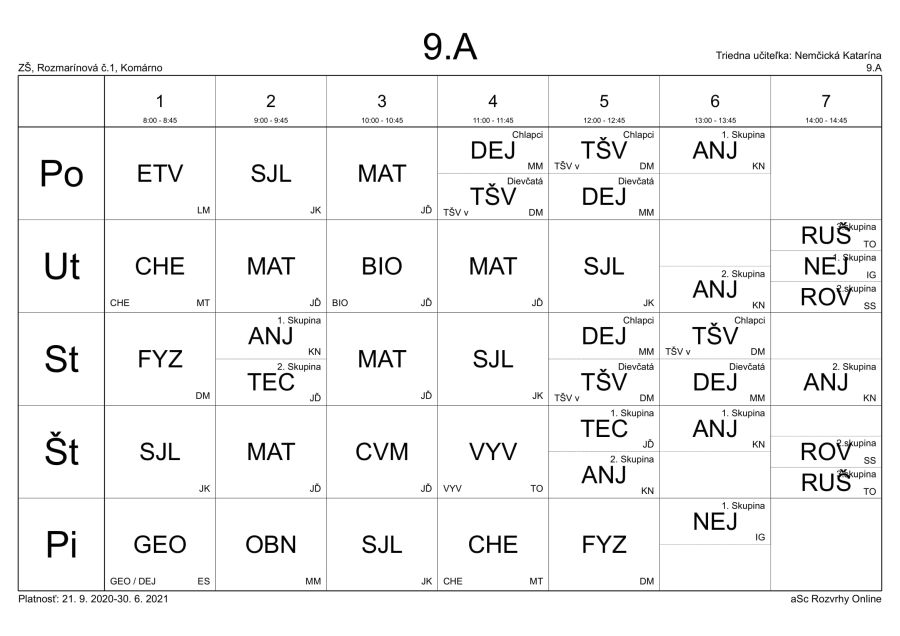 9.A
ZŠ, Rozmarínová č.1, Komárno
Triedna učiteľka: Nemčická Katarína
9.A
1 2 3 4 5 6 7
8:00 - 8:45 9:00 - 9:45 10:00 - 10:45 11:00 - 11:45 12:00 - 12:45 13:00 - 13:45 14:00 - 14:45
Po
ETV
LM
SJL
JK
MAT
JĎ
Chlapci
DEJ
MM
Dievčatá
TŠV
TŠV v DM
Chlapci
TŠV
TŠV v DM
Dievčatá
DEJ
MM
1. Skupina
ANJ
KN
Ut
CHE
CHE MT
MAT
JĎ
BIO
BIO JĎ
MAT
JĎ
SJL
JK
2. Skupina
ANJ
KN
RUŠ
TO
1. Skupina
NEJ
IG
2.skupina
ROV
SS
St
FYZ
DM
1. Skupina
ANJ
KN
2. Skupina
TEC
JĎ
MAT
JĎ
SJL
JK
Chlapci
DEJ
MM
Dievčatá
TŠV
TŠV v DM
Chlapci
TŠV
TŠV v DM
Dievčatá
DEJ
MM
2. Skupina
ANJ
KN
Št
SJL
JK
MAT
JĎ
CVM
JĎ
VYV
VYV TO
1. Skupina
TEC
JĎ
2. Skupina
ANJ
KN
1. Skupina
ANJ
KN
2.skupina
ROV
SS
RUŠ
TO
Pi
GEO
GEO / DEJ ES
OBN
MM
SJL
JK
CHE
CHE MT
FYZ
DM
1. Skupina
NEJ
IG
Platnosť: 21. 9. 2020-30. 6. 2021
aSc Rozvrhy Online